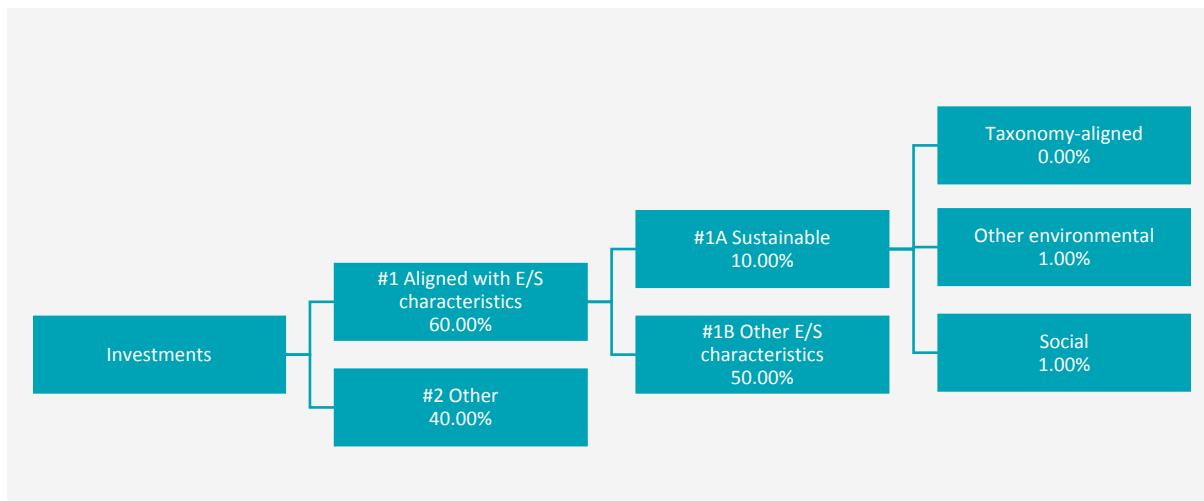 Investments
#1 Aligned with E/S
characteristics
60.00%
#2 Other
40.00%
#1A Sustainable
10.00%
#1B Other E/S
characteristics
50.00%
Taxonomy-aligned
0.00%
Other environmental
1.00%
Social
1.00%